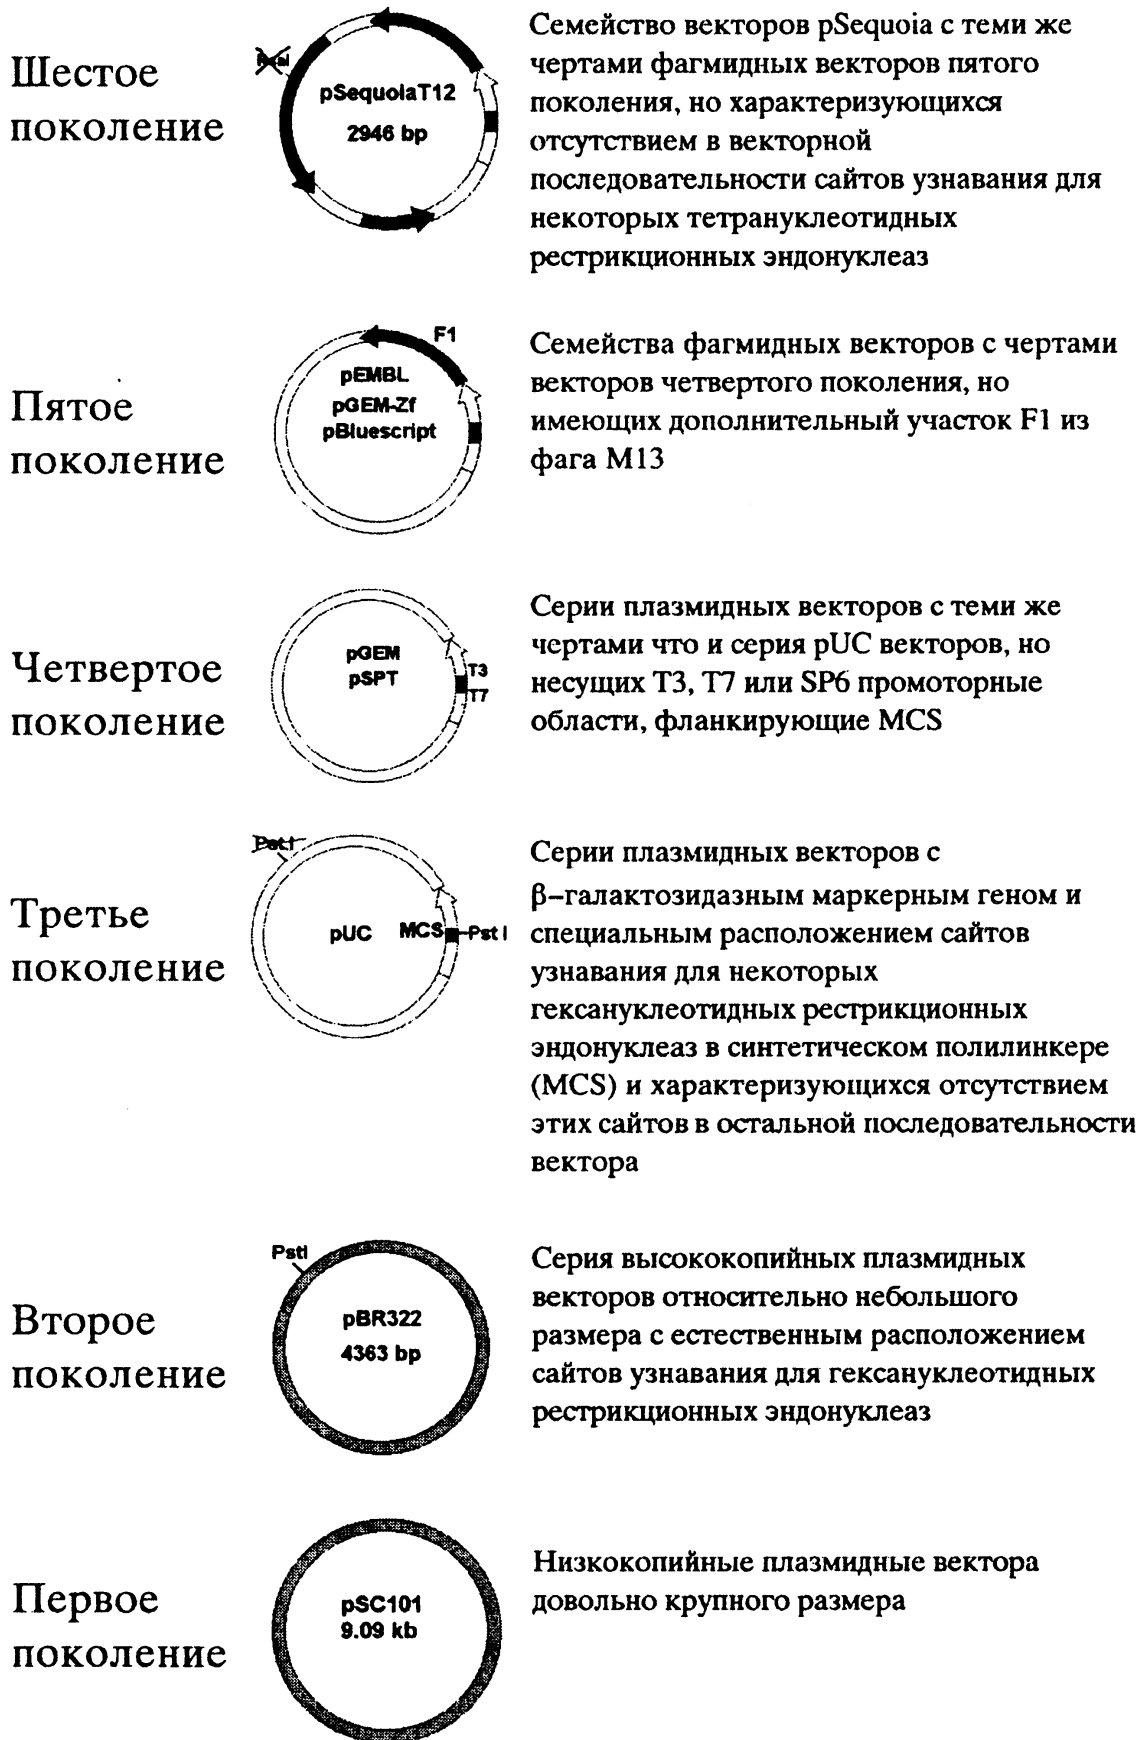 Шестое
поколение
pSequoiaT12
2946 bp
Семейство векторов pSequoia с теми же
чертами фагмидных векторов пятого
поколения, но характеризующихся
отсутствием в векторной
последовательности сайтов узнавания для
некоторых тетрануклеотидных
рестрикционных эндонуклеаз
Пятое
поколение
F1
pEMBL
pGEM-Zf
pBluescript
Семейства фагмидных векторов с чертами
векторов четвертого поколения, но
имеющих дополнительный участок F1 из
фага M13
Четвертое
поколение
pGEM
pSPT
T3
T7
Серии плазмидных векторов с теми же
чертами что и серия pUC векторов, но
несущих T3, T7 или SP6 промоторные
области, фланкирующие MCS
Третье
поколение
Pst I
pUC
MCS
Pst I
Серии плазмидных векторов с
β–галактозидазным маркерным геном и
специальным расположением сайтов
узнавания для некоторых
гексануклеотидных рестрикционных
эндонуклеаз в синтетическом полилинкере
(MCS) и характеризующихся отсутствием
этих сайтов в остальной последовательности
вектора
Второе
поколение
PstI
pBR322
4363 bp
Серия высококопийных плазмидных
векторов относительно небольшого
размера с естественным расположением
сайтов узнавания для гексануклеотидных
рестрикционных эндонуклеаз
Первое
поколение
pSC101
9.09 kb
Низкокопийные плазмидные вектора
довольно крупного размера